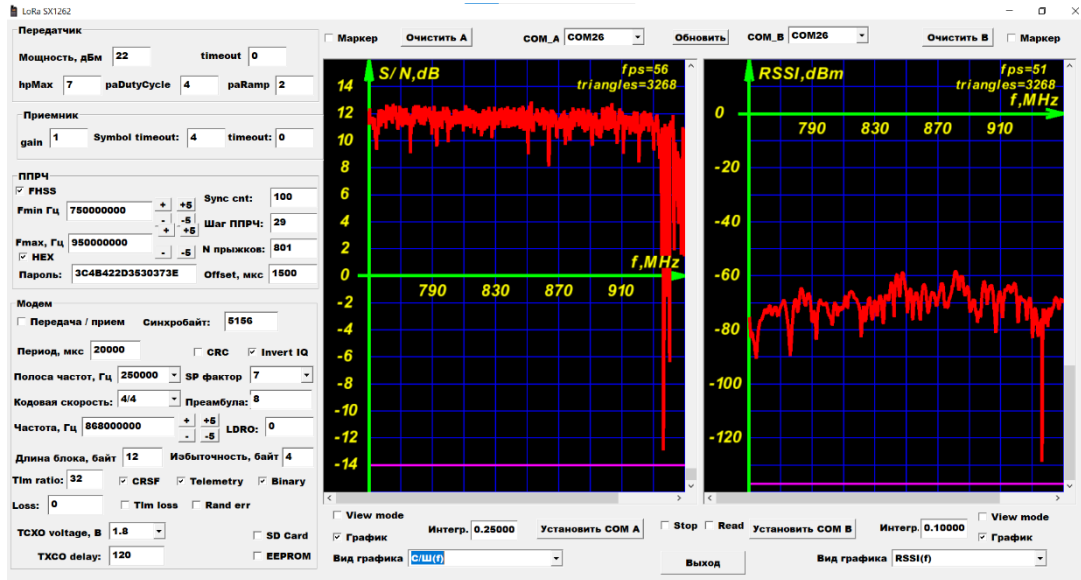 LoRa SX1262
Передатчик
Мощность, дБм 22 timeout 0
hpMax 7 paDutyCycle 4 paRamp 2
Приемник
gain 1 Symbol timeout: 4 timeout: 0
ППРЧ
FHSS
Fmin Гц 750000000 + +5 Sync cnt: 100
- -5 Шаг ППРЧ: 29
+ +5
Fmax, Гц 950000000 - -5 N прыжков: 801
HEX
Пароль: 3C4B422D3530373E Offset, мкс 1500
Модем
Передача / прием Синхробайт: 5156
Период, мкс 20000 CRC Invert IQ
Полоса частот, Гц 250000 SP фактор 7
Кодовая скорость: 4/4 Преамбула: 8
Частота, Гц 868000000 + +5 LDRO: 0
- -5
Длина блока, байт 12 Избыточность, байт 4
Tlm ratio: 32 CRSF Telemetry Binary
Loss: 0 Tlm loss Rand err
TCXO voltage, В 1.8 SD Card
TXCO delay: 120 EEPROM
Маркер Очистить А COM_A COM26 Обновить COM_B COM26 Очистить В Маркер
S/N,dB fps=56
triangles=3268
14
12
10
8
6
4
2
0 f,MHz
790 830 870 910
-2
-4
-6
-8
-10
-12
-14
RSSI,dBm fps=51
triangles=3268
0 f,MHz
790 830 870 910
-20
-40
-60
-80
-100
-120
View mode
График Интегр. 0.25000 Установить COM A
Вид графика С/Ш(f)
Stop Read Установить COM B Интегр. 0.10000 View mode
График
Выход Вид графика RSSI(f)